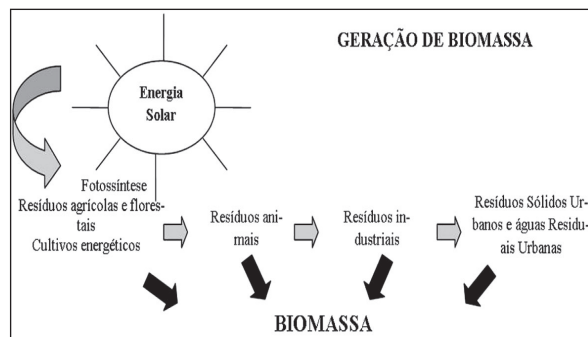 GERAÇÃO DE BIOMASSA
Energia
Solar
Fotossíntese
Resíduos agrícolas e flores-
tais
Cultivos energéticos
Resíduos ani-
mais
Resíduos in-
dustriais
Resíduos Sólidos Ur-
banos e águas Residu-
ais Urbanas
BIOMASSA